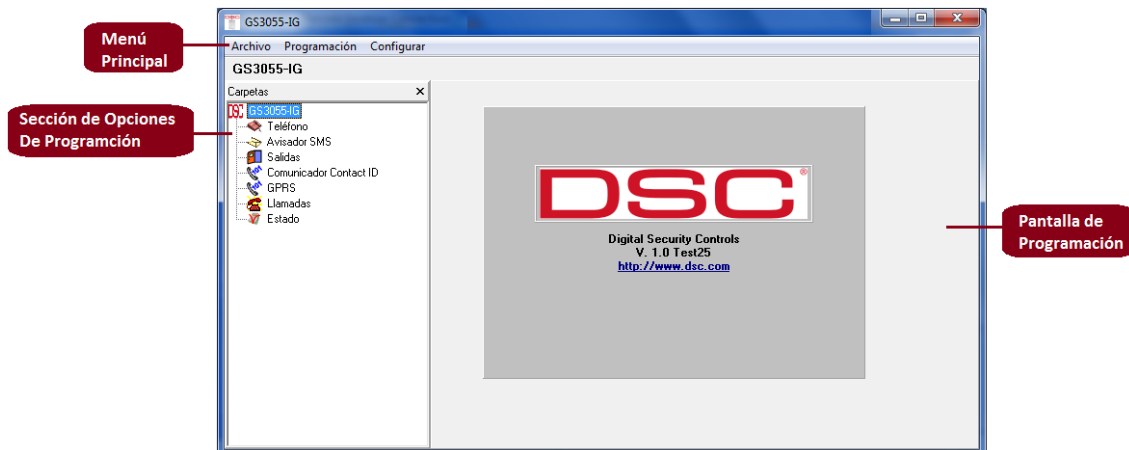 GS3055-IG
Menú
Principal
Archivo Programación Configurar
GS3055-IG
Carpetas
Sección de Opciones
De Programción
GS3055-IG
Teléfono
Avisador SMS
Salidas
Comunicador Contact ID
GPRS
Llamadas
Estado
DSC
DSC®
Digital Security Controls
V. 1.0 Test25
http://www.dsc.com
Pantalla de
Programación